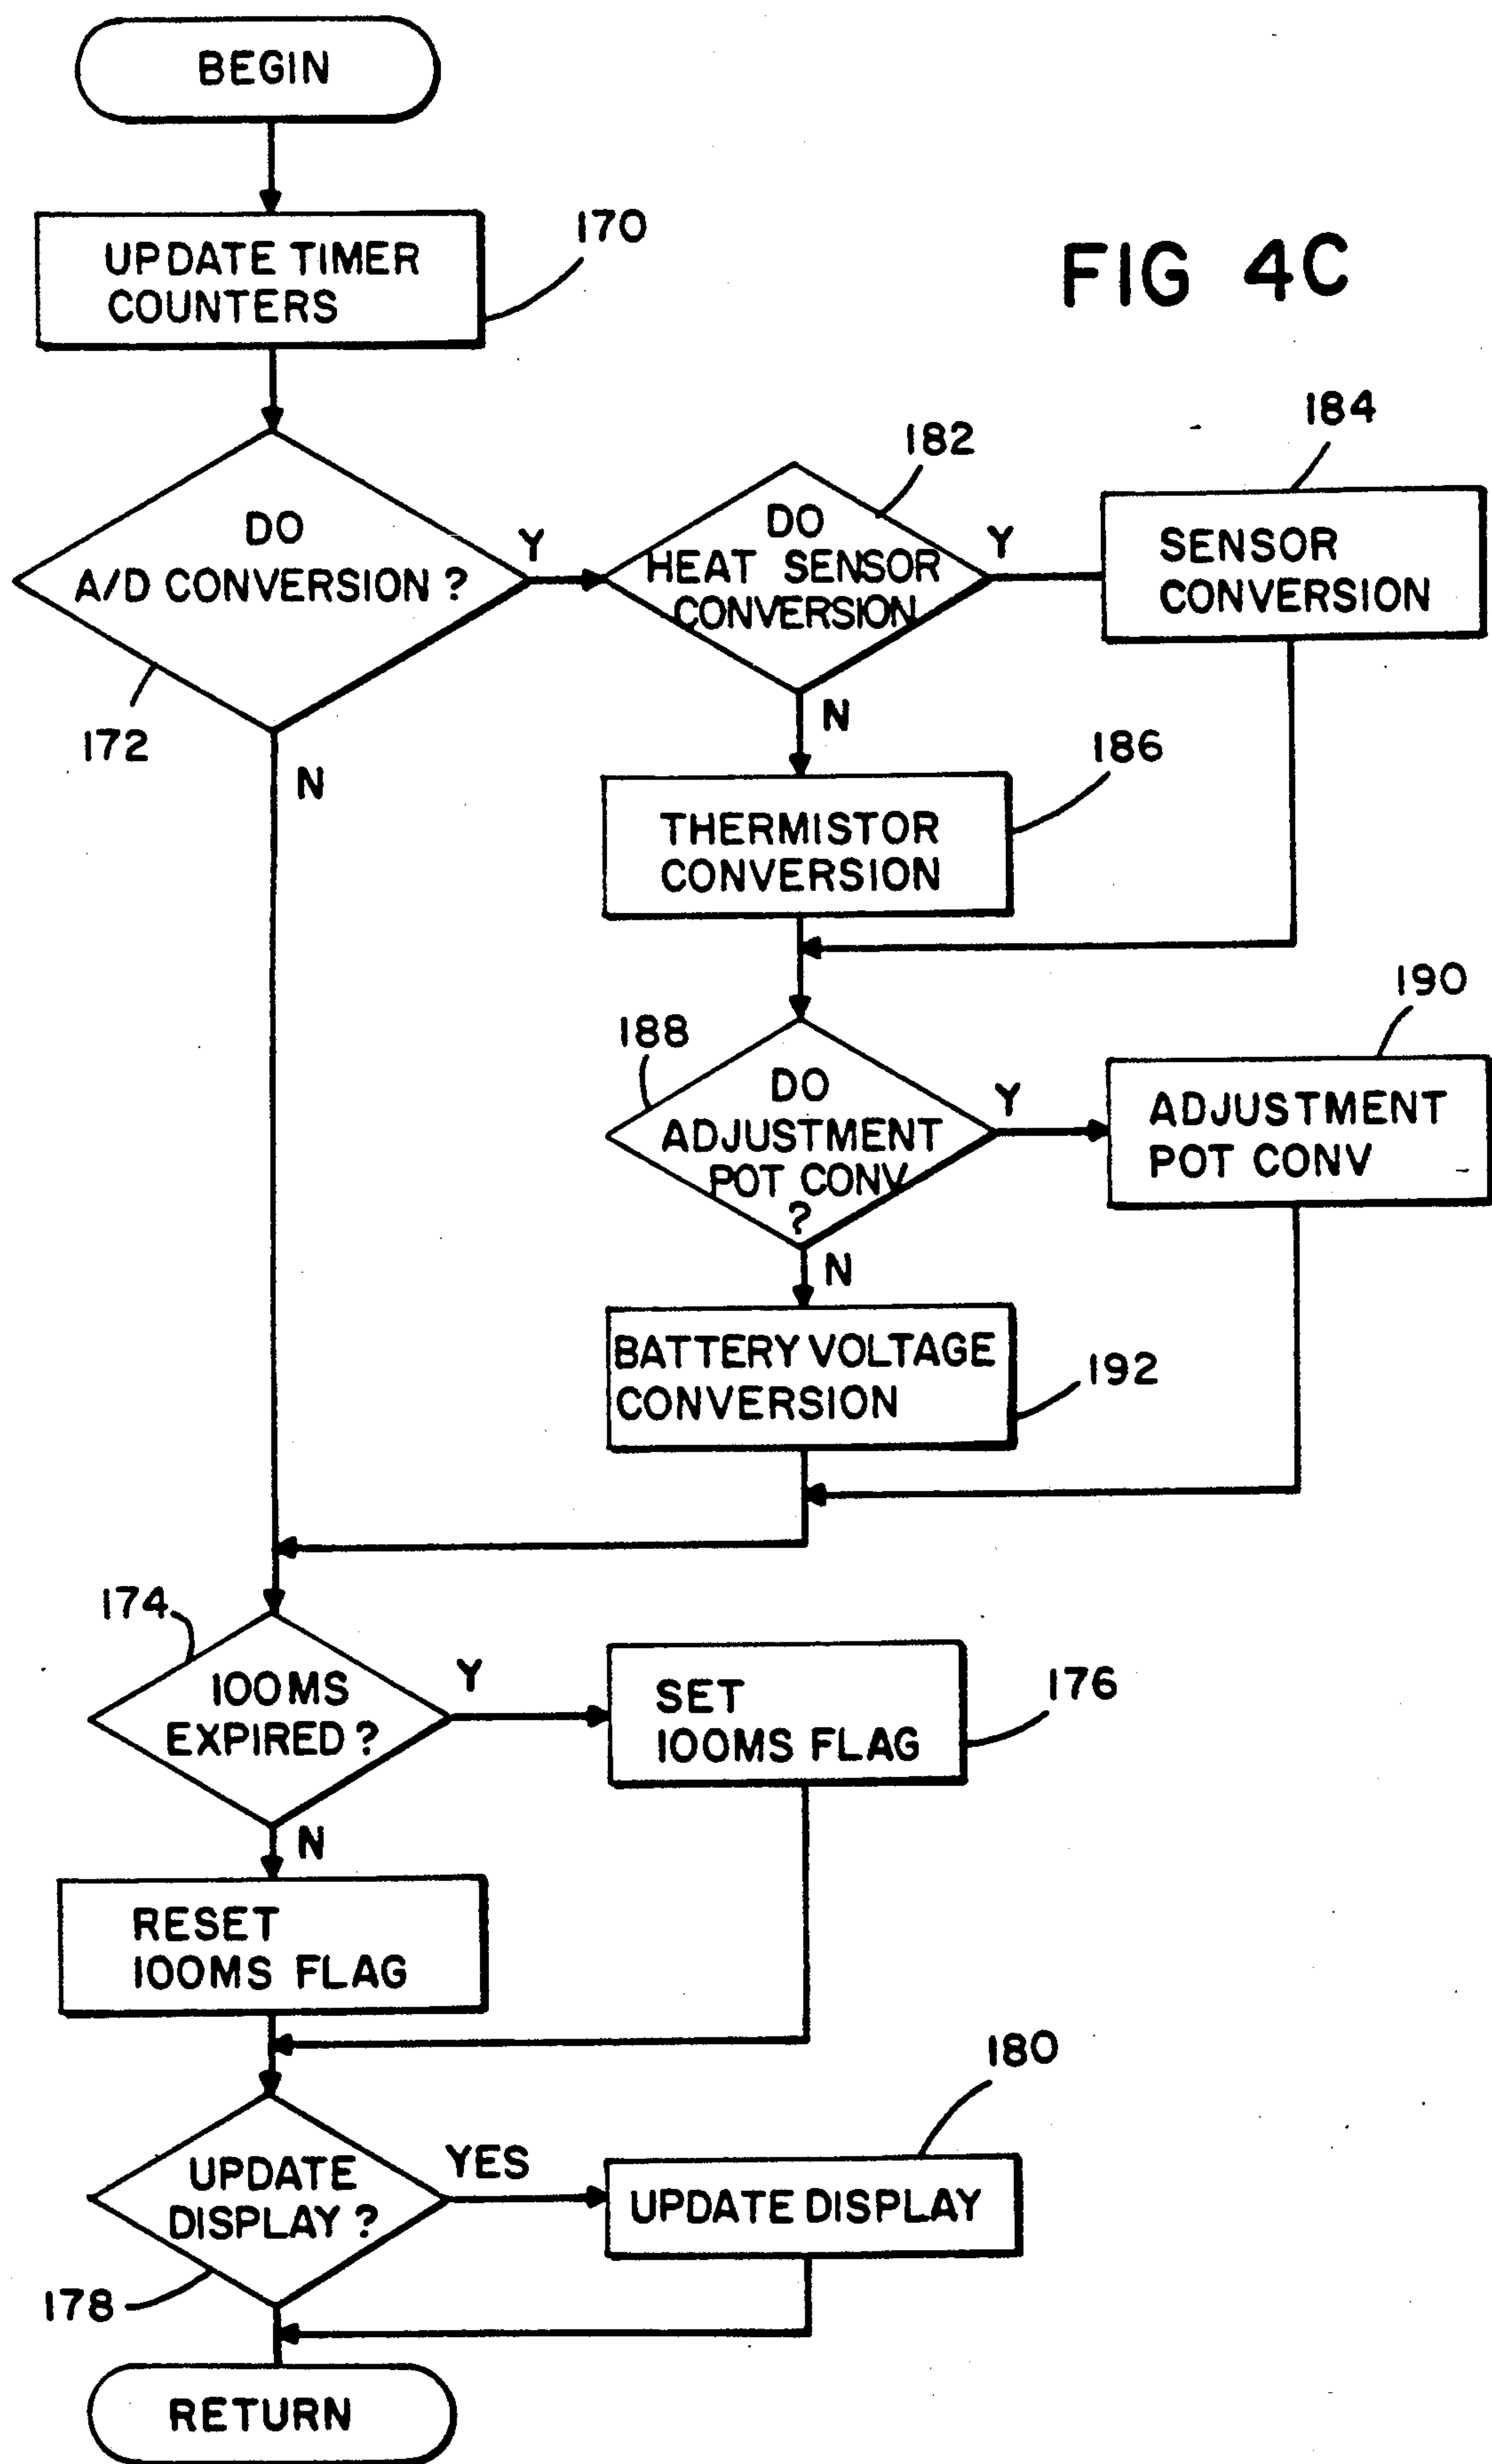 BEGIN
UPDATE TIMER
COUNTERS
170
FIG 4C
DO
A/D CONVERSION ?
172
Y
N
DO
HEAT SENSOR
CONVERSION
182
Y
N
SENSOR
CONVERSION
184
THERMISTOR
CONVERSION
186
DO
ADJUSTMENT
POT CONV
?
188
Y
N
ADJUSTMENT
POT CONV
190
BATTERY VOLTAGE
CONVERSION
192
174
100MS
EXPIRED ?
Y
N
SET
100MS FLAG
176
RESET
100MS FLAG
UPDATE
DISPLAY ?
178
YES
UPDATE DISPLAY
180
RETURN